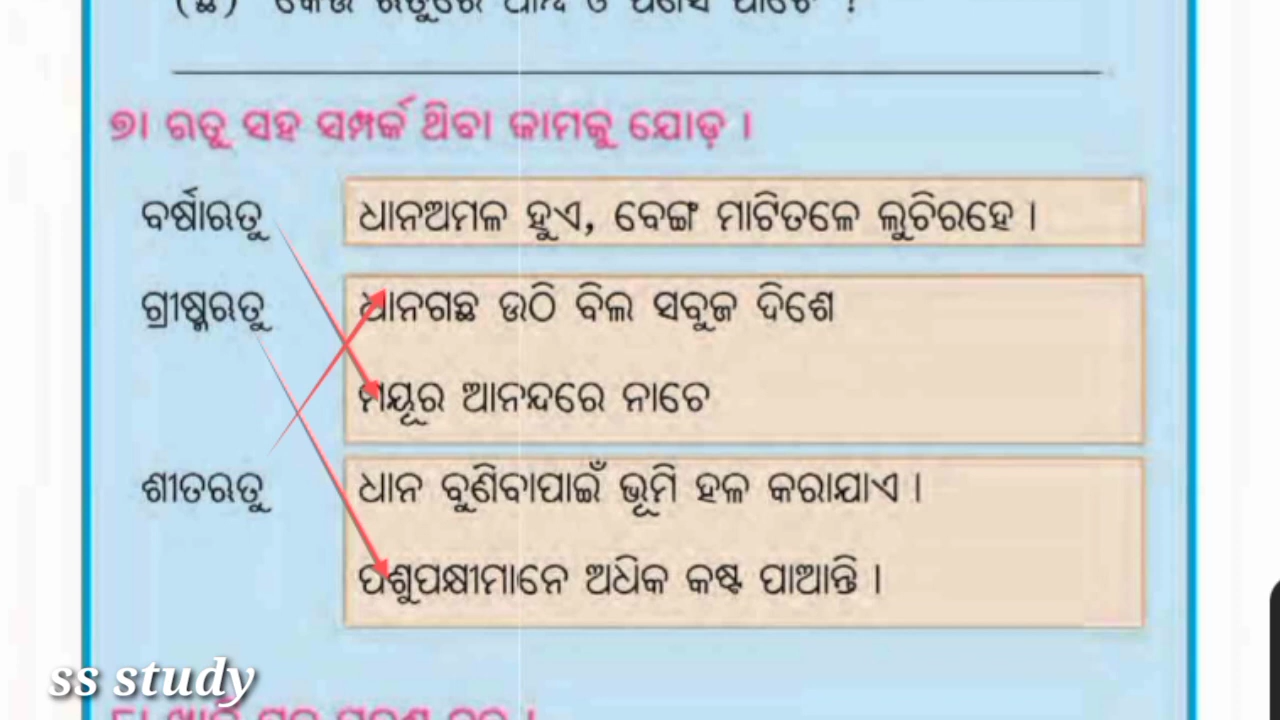 ୭। ଋତୁ ସହ ସମ୍ପର୍କ ଥିବା କାମକୁ ଯୋଡ଼ ।
ବର୍ଷାଋତୁ ଧାନଅମଳ ହୁଏ, ବେଙ୍ଗ ମାଟିତଳେ ଲୁଚିରହେ ।
ଗ୍ରୀଷ୍ମଋତୁ ଧାନଗଛ ଉଠି ବିଲ ସବୁଜ ଦିଶେ
ମୟୂର ଆନନ୍ଦରେ ନାଚେ
ଶୀତଋତୁ ଧାନ ବୁଣିବାପାଇଁ ଭୂମି ହଳ କରାଯାଏ ।
ପଶୁପକ୍ଷୀମାନେ ଅଧିକ କଷ୍ଟ ପାଆନ୍ତି ।
ss study